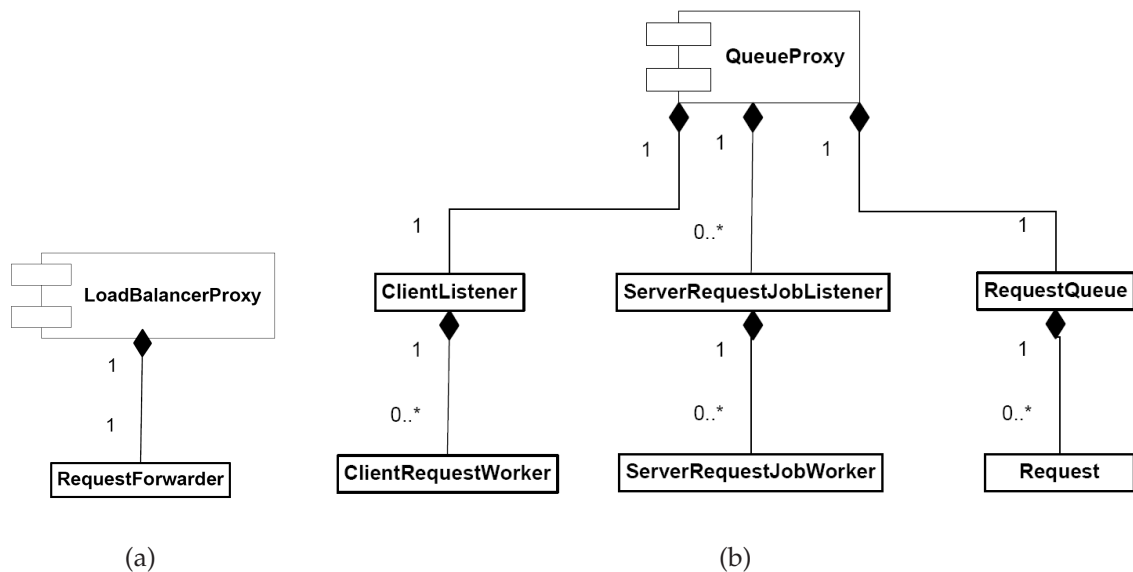 QueueProxy
1
1
1
1
0..*
1
LoadBalancerProxy
ClientListener
ServerRequestJobListener
RequestQueue
1
1
1
1
1
0..*
0..*
0..*
RequestForwarder
ClientRequestWorker
ServerRequestJobWorker
Request
(a)
(b)